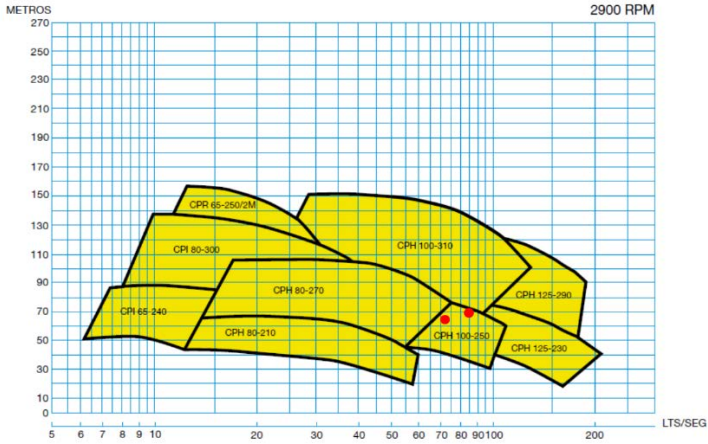 METROS
2900 RPM
270
250
230
210
190
170
150
130
110
90
70
50
30
10
0
CPR 65-250/2M
CPI 80-300
CPH 100-310
CPH 80-270
CPH 125-290
CPI 65-240
CPH 80-210
CPH 100-250
CPH 125-230
LTS/SEG
5 6 7 8 9 10 20 30 40 50 60 70 80 90 100 200